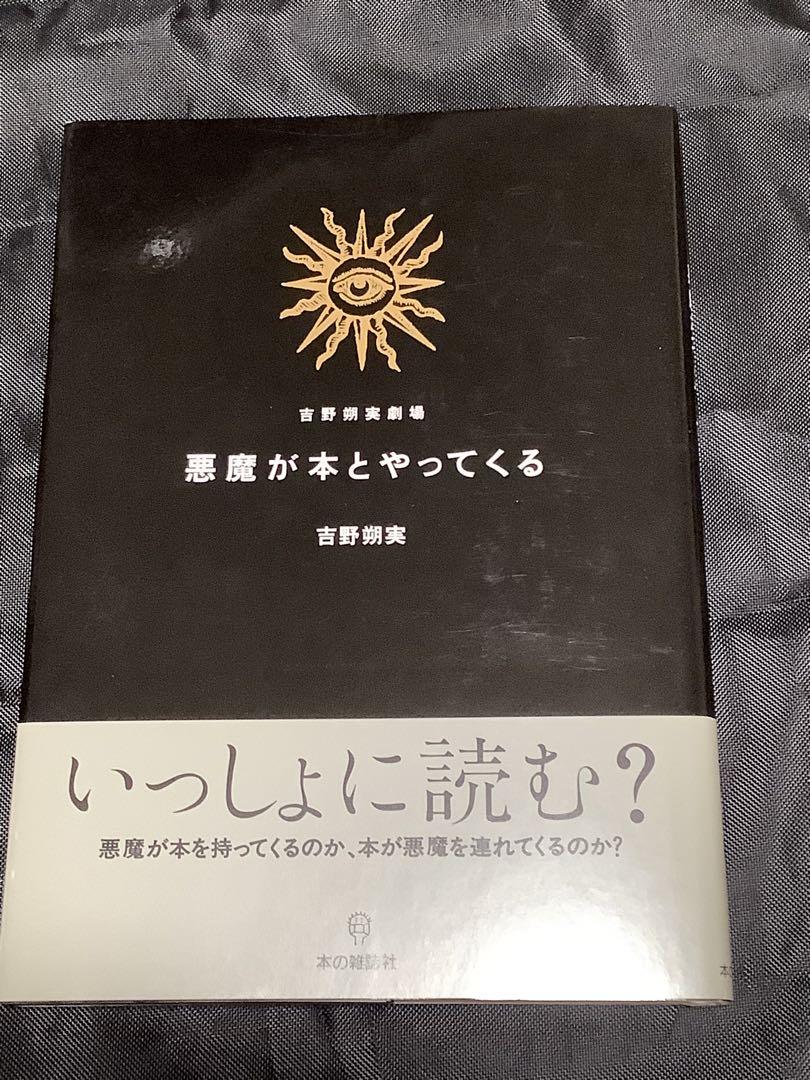 吉野朔実劇場
悪魔が本とやってくる
吉野朔実
いっしょに読む?
悪魔が本を持ってくるのか、本が悪魔を連れてくるのか?
本の雑誌社
本